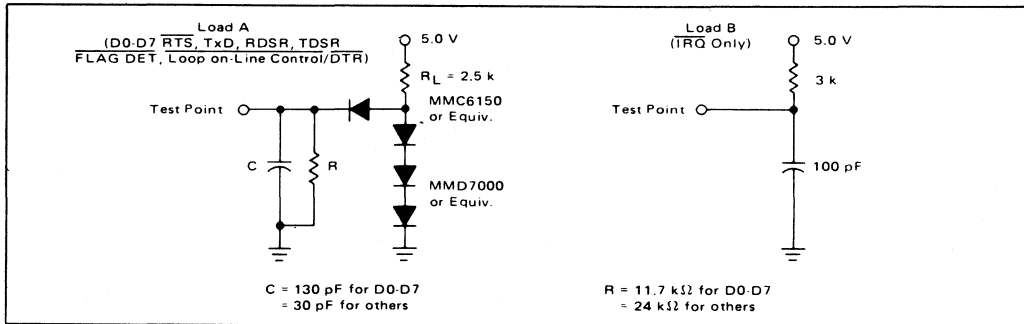 Load A
(D0-D7 RTS, TxD, RDSR, TDSR
FLAG DET, Loop on-Line Control/DTR)
5.0 V
RL = 2.5 k
MMC6150
or Equiv.
Test Point
C
R
MMD7000
or Equiv.
C = 130 pF for D0-D7
= 30 pF for others
Load B
(IRQ Only)
5.0 V
3 k
Test Point
100 pF
R = 11.7 kΩ for D0-D7
= 24 kΩ for others